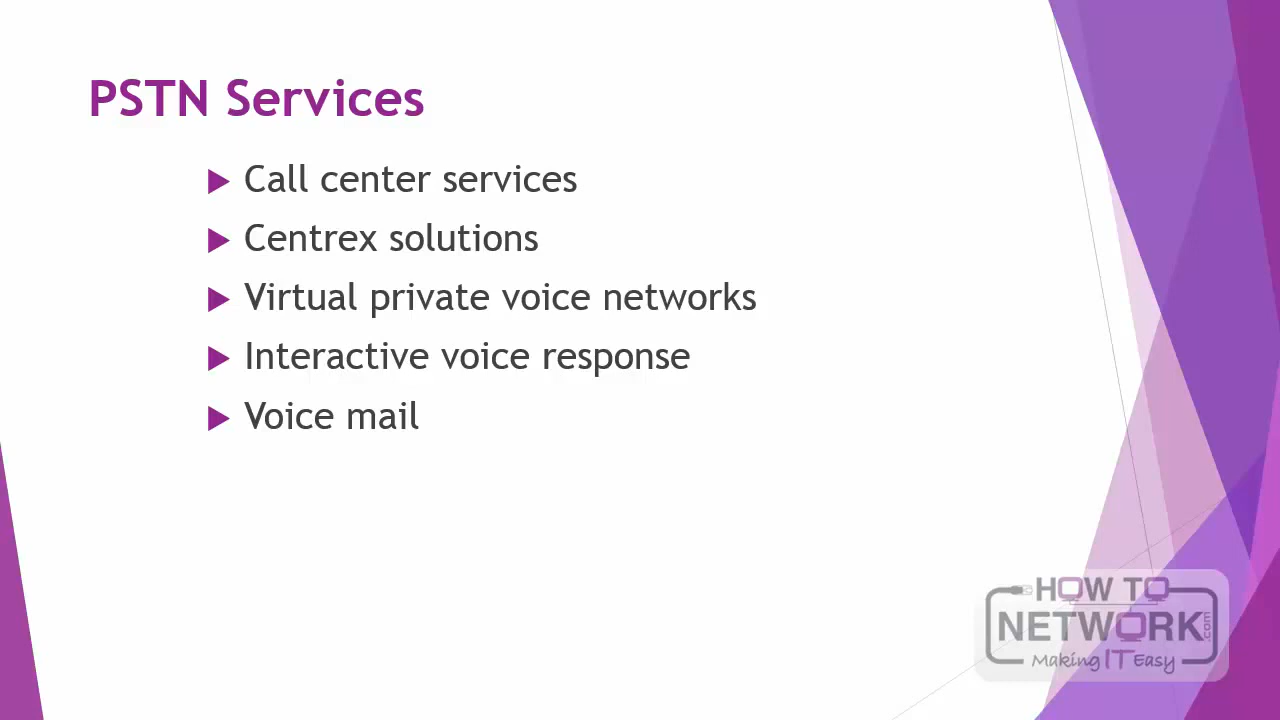 PSTN Services
Call center services
Centrex solutions
Virtual private voice networks
Interactive voice response
Voice mail
HOW TO
NETWORK.com
Making IT Easy